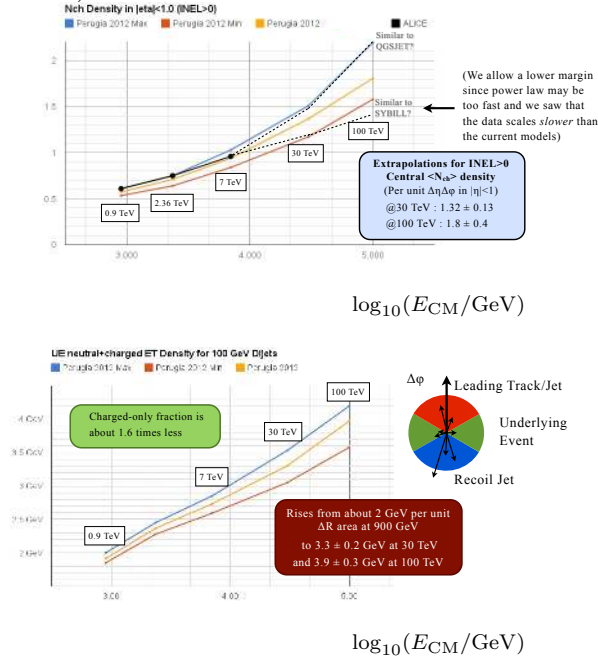 Nch Density in |eta|<1.0 (INEL>0)
Perugia 2012 Max Perugia 2012 Min Perugia 2012 ALICE
Similar to
QGSJET?
2
1.5
1
0.5
0
Similar to
SYBILL?
100 TeV
30 TeV
7 TeV
2.36 TeV
0.9 TeV
(We allow a lower margin
since power law may be
too fast and we saw that
the data scales slower than
the current models)
Extrapolations for INEL>0
Central <N_ch> density
(Per unit ΔηΔφ in |η|<1)
@30 TeV : 1.32 ± 0.13
@100 TeV : 1.8 ± 0.4
3.000 4.000 5.000
log₁₀(E_CM/GeV)
UE neutral+charged ET Density for 100 GeV Dijets
Perugia 2012 Max Perugia 2012 Min Perugia 2012
4 GeV
3.5 GeV
3 GeV
2.5 GeV
2 GeV
Charged-only fraction is
about 1.6 times less
100 TeV
30 TeV
7 TeV
0.9 TeV
Δφ
Leading Track/Jet
Underlying
Event
Recoil Jet
Rises from about 2 GeV per unit
ΔR area at 900 GeV
to 3.3 ± 0.2 GeV at 30 TeV
and 3.9 ± 0.3 GeV at 100 TeV
3.00 4.00 5.00
log₁₀(E_CM/GeV)